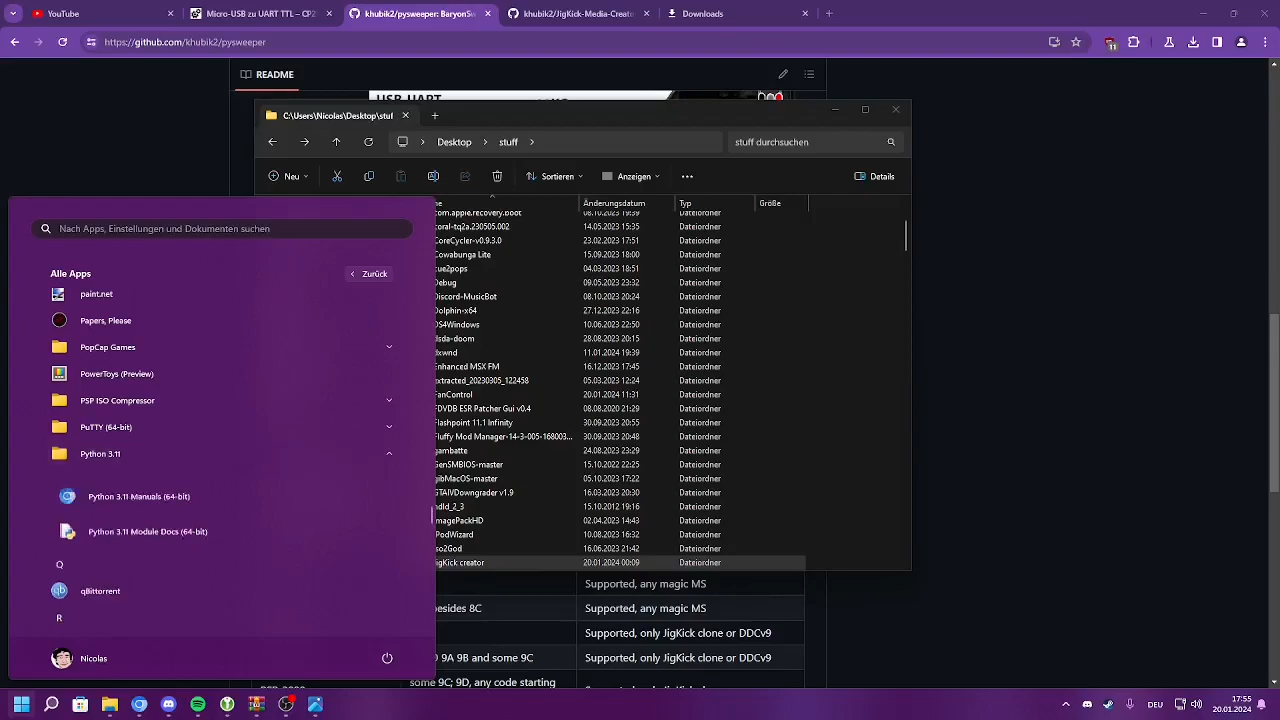 YouTube
Micro-USB zu UART TTL – CP2
khubik2/pysweeper: BaryonSw
khubik2/JigKick-Media-Creato
Downloads
https://github.com/khubik2/pysweeper
11
README
USB UART
C:\Users\Nicolas\Desktop\stuf
Desktop
stuff
stuff durchsuchen
Neu
Sortieren
Anzeigen
Details
Änderungsdatum
Typ
Größe
com.apple.recovery.boot 08.10.2023 19:39 Dateiordner
coral-tq2a.230505.002 14.05.2023 15:35 Dateiordner
CoreCycler-v0.9.3.0 23.02.2023 17:51 Dateiordner
Cowabunga Lite 15.09.2023 18:00 Dateiordner
cue2pops 04.03.2023 18:51 Dateiordner
Debug 09.05.2023 23:32 Dateiordner
Discord-MusicBot 08.10.2023 20:24 Dateiordner
Dolphin-x64 27.12.2023 22:16 Dateiordner
DS4Windows 10.06.2023 22:50 Dateiordner
dsda-doom 28.08.2023 20:15 Dateiordner
dxwnd 11.01.2024 19:39 Dateiordner
Enhanced MSX FM 16.12.2023 17:45 Dateiordner
extracted_20230305_122458 05.03.2023 12:24 Dateiordner
FanControl 20.01.2024 11:31 Dateiordner
FDVDB ESR Patcher Gui v0.4 08.08.2020 21:29 Dateiordner
Flashpoint 11.1 Infinity 30.09.2023 20:55 Dateiordner
Fluffy Mod Manager-14-3-005-168003... 30.09.2023 20:48 Dateiordner
gambatte 24.08.2023 23:29 Dateiordner
GenSMBIOS-master 15.10.2022 22:25 Dateiordner
gibMacOS-master 05.10.2023 17:22 Dateiordner
GTAIVDowngrader v1.9 16.03.2023 20:30 Dateiordner
hdld_2_3 15.10.2012 19:16 Dateiordner
ImagePackHD 02.04.2023 14:43 Dateiordner
iPodWizard 10.08.2023 16:32 Dateiordner
Iso2God 16.06.2023 21:42 Dateiordner
JigKick creator 20.01.2024 00:09 Dateiordner
Nach Apps, Einstellungen und Dokumenten suchen
Alle Apps
Zurück
paint.net
Papers, Please
PopCap Games
PowerToys (Preview)
PSP ISO Compressor
PuTTY (64-bit)
Python 3.11
Python 3.11 Manuals (64-bit)
Python 3.11 Module Docs (64-bit)
Q
qBittorrent
R
Nicolas
Supported, any magic MS
besides 8C Supported, any magic MS
Supported, only JigKick clone or DDCv9
9A 9B and some 9C Supported, only JigKick clone or DDCv9
some 9C; 9D, any code starting
DEU
17:55
20.01.2024